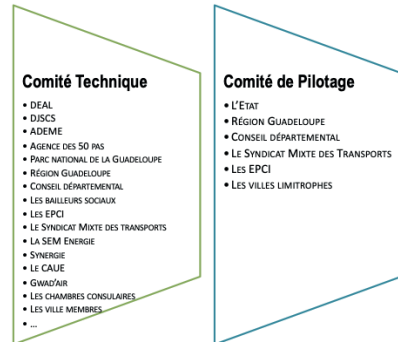 Comité Technique
• DEAL
• DJSCS
• ADEME
• AGENCE DES 50 PAS
• PARC NATIONAL DE LA GUADELOUPE
• RÉGION GUADELOUPE
• CONSEIL DÉPARTEMENTAL
• LES BAILLEURS SOCIAUX
• LES EPCI
• LE SYNDICAT MIXTE DES TRANSPORTS
• LA SEM ENERGIE
• SYNERGIE
• LE CAUE
• GWAD'AIR
• LES CHAMBRES CONSULAIRES
• LES VILLE MEMBRES
• ...
Comité de Pilotage
• L'ETAT
• RÉGION GUADELOUPE
• CONSEIL DÉPARTEMENTAL
• LE SYNDICAT MIXTE DES TRANSPORTS
• LES EPCI
• LES VILLES LIMITROPHES